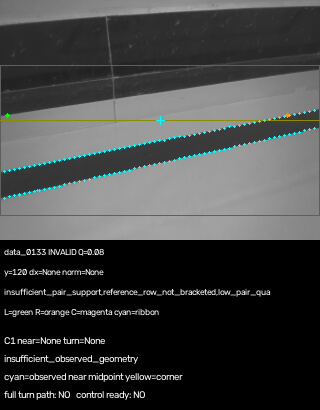 data_0133 INVALID Q=0.08
y=120 dx=None norm=None
insufficient_pair_support,reference_row_not_bracketed,low_pair_qua
L=green R=orange C=magenta cyan=ribbon
C1 near=None turn=None
insufficient_observed_geometry
cyan=observed near midpoint yellow=corner
full turn path: NO control ready: NO